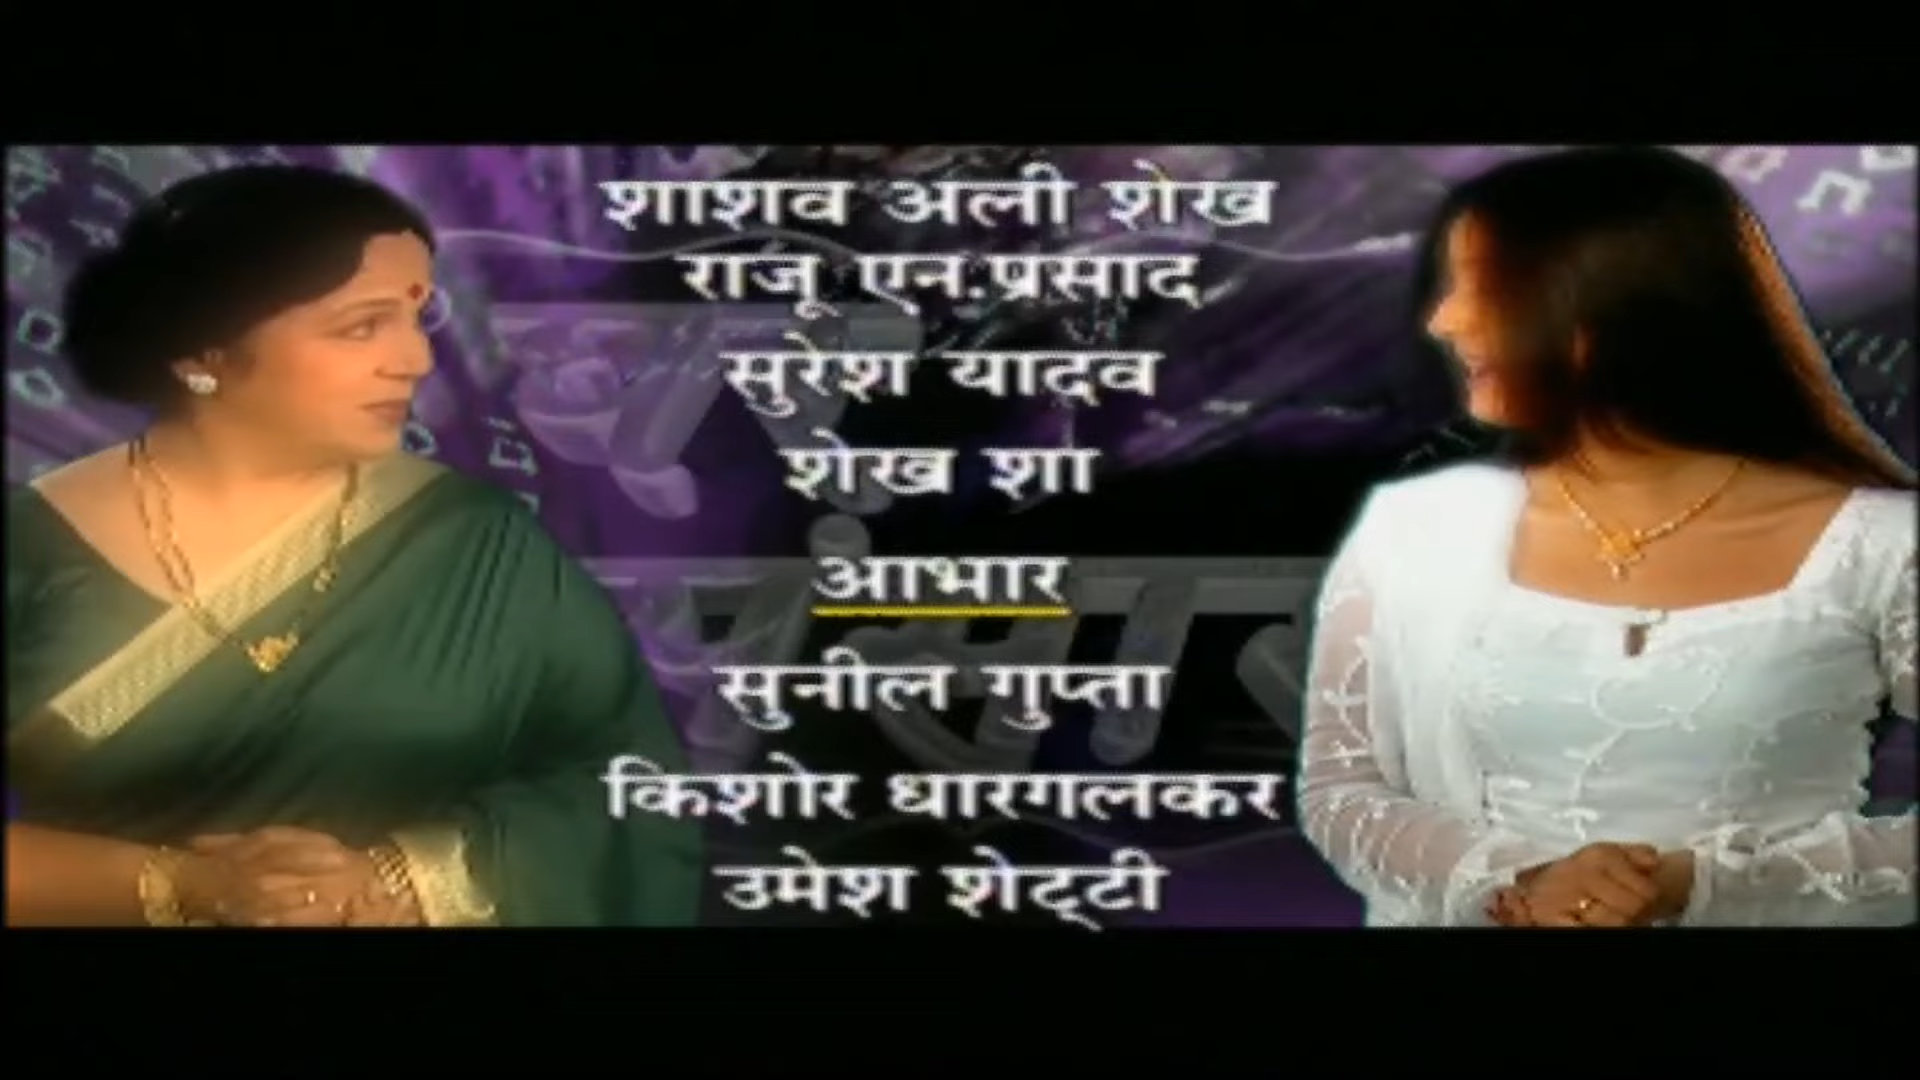 शाशव अली शेख
राजू एन.प्रसाद
सुरेश यादव
शेख शा
आभार
सुनील गुप्ता
किशोर धारगलकर
उमेश शेट्टी